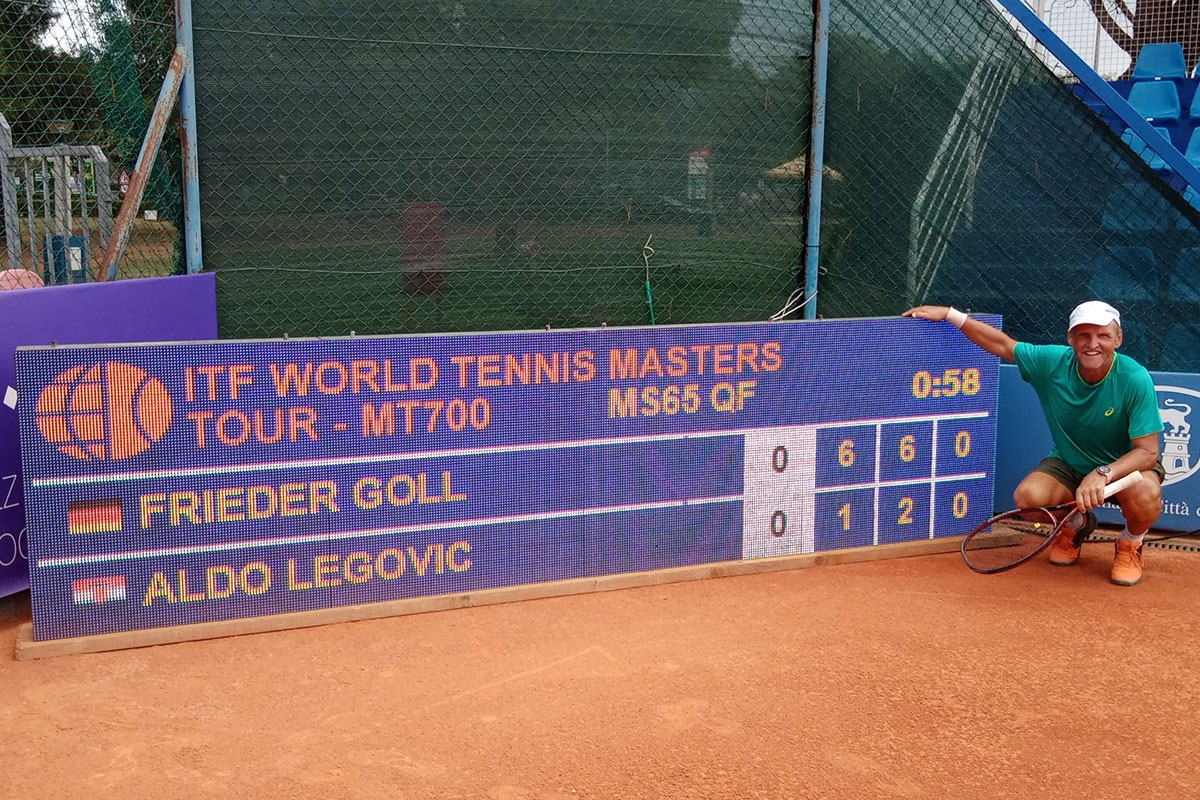 ITF WORLD TENNIS MASTERS
TOUR - MT700 MS65 QF 0:58
FRIEDER GOLL 0 6 6 0
ALDO LEGOVIC 0 1 2 0
Città d